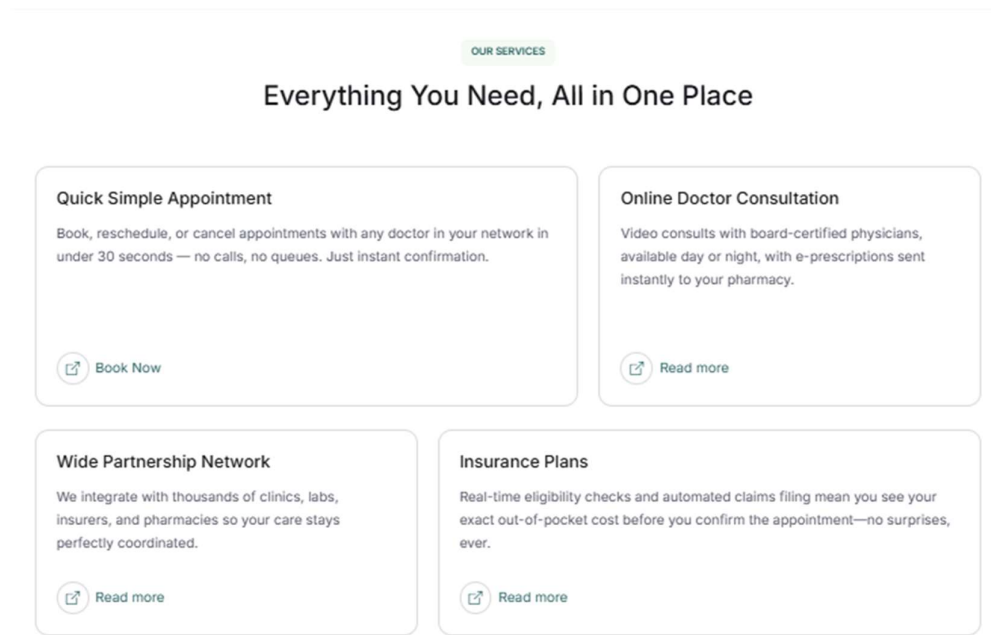 OUR SERVICES
Everything You Need, All in One Place
Quick Simple Appointment
Book, reschedule, or cancel appointments with any doctor in your network in
under 30 seconds — no calls, no queues. Just instant confirmation.
Book Now
Online Doctor Consultation
Video consults with board-certified physicians,
available day or night, with e-prescriptions sent
instantly to your pharmacy.
Read more
Wide Partnership Network
We integrate with thousands of clinics, labs,
insurers, and pharmacies so your care stays
perfectly coordinated.
Read more
Insurance Plans
Real-time eligibility checks and automated claims filing mean you see your
exact out-of-pocket cost before you confirm the appointment—no surprises,
ever.
Read more